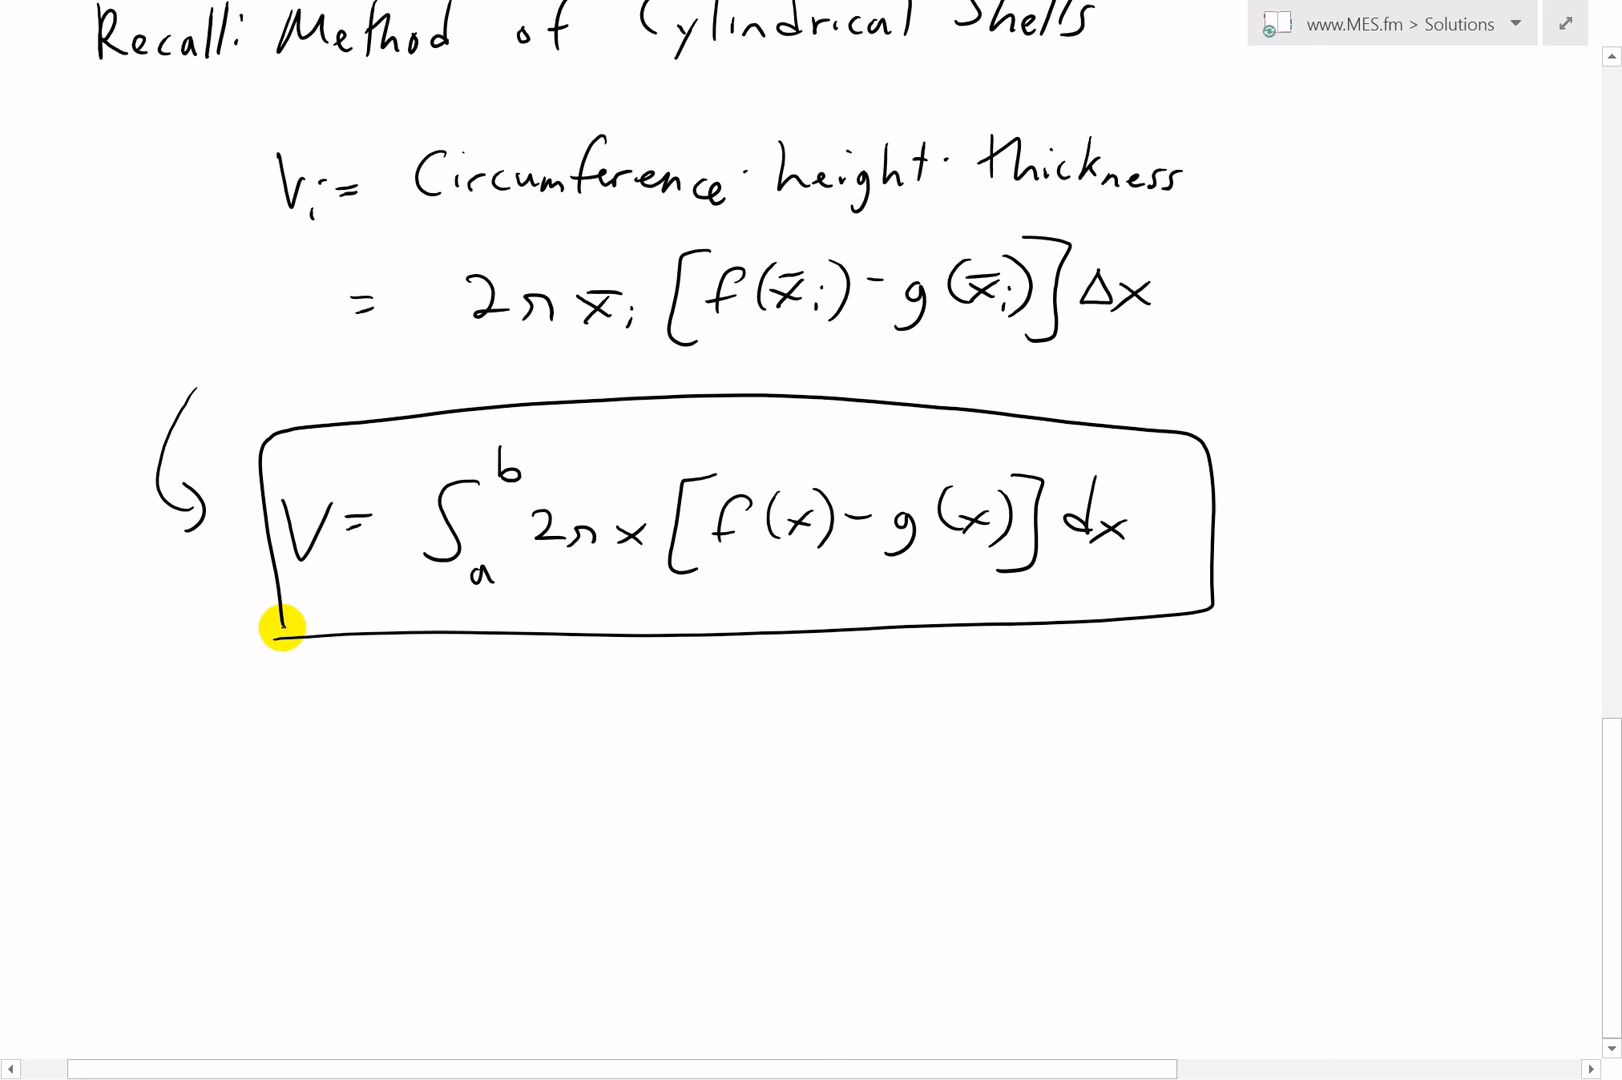 Recall: Method of Cylindrical Shells
www.MES.fm > Solutions
Vᵢ = Circumference · height · thickness
= 2π x̄ᵢ [f(x̄ᵢ) - g(x̄ᵢ)] Δx
V = ∫ₐᵇ 2πx [f(x) - g(x)] dx